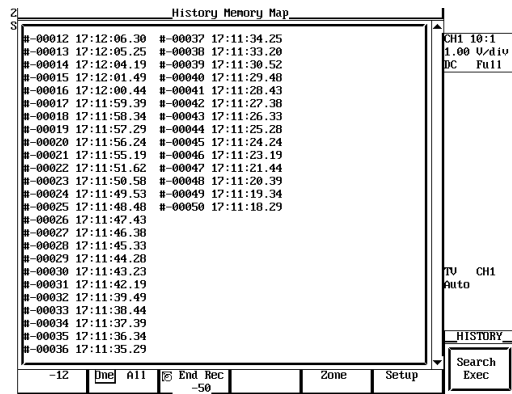 2 History Memory Map
S
#-00012 17:12:06.30 #-00037 17:11:34.25
#-00013 17:12:05.25 #-00038 17:11:33.20
#-00014 17:12:04.19 #-00039 17:11:30.52
#-00015 17:12:01.49 #-00040 17:11:29.48
#-00016 17:12:00.44 #-00041 17:11:28.43
#-00017 17:11:59.39 #-00042 17:11:27.38
#-00018 17:11:58.34 #-00043 17:11:26.33
#-00019 17:11:57.29 #-00044 17:11:25.28
#-00020 17:11:56.24 #-00045 17:11:24.24
#-00021 17:11:55.19 #-00046 17:11:23.19
#-00022 17:11:51.62 #-00047 17:11:21.44
#-00023 17:11:50.58 #-00048 17:11:20.39
#-00024 17:11:49.53 #-00049 17:11:19.34
#-00025 17:11:48.48 #-00050 17:11:18.29
#-00026 17:11:47.43
#-00027 17:11:46.38
#-00028 17:11:45.33
#-00029 17:11:44.28
#-00030 17:11:43.23
#-00031 17:11:42.19
#-00032 17:11:39.49
#-00033 17:11:38.44
#-00034 17:11:37.39
#-00035 17:11:36.34
#-00036 17:11:35.29
CH1 10:1
1.00 V/div
DC Full
TV CH1
Auto
HISTORY
Search
Exec
-12 One All End Rec Zone Setup
-50